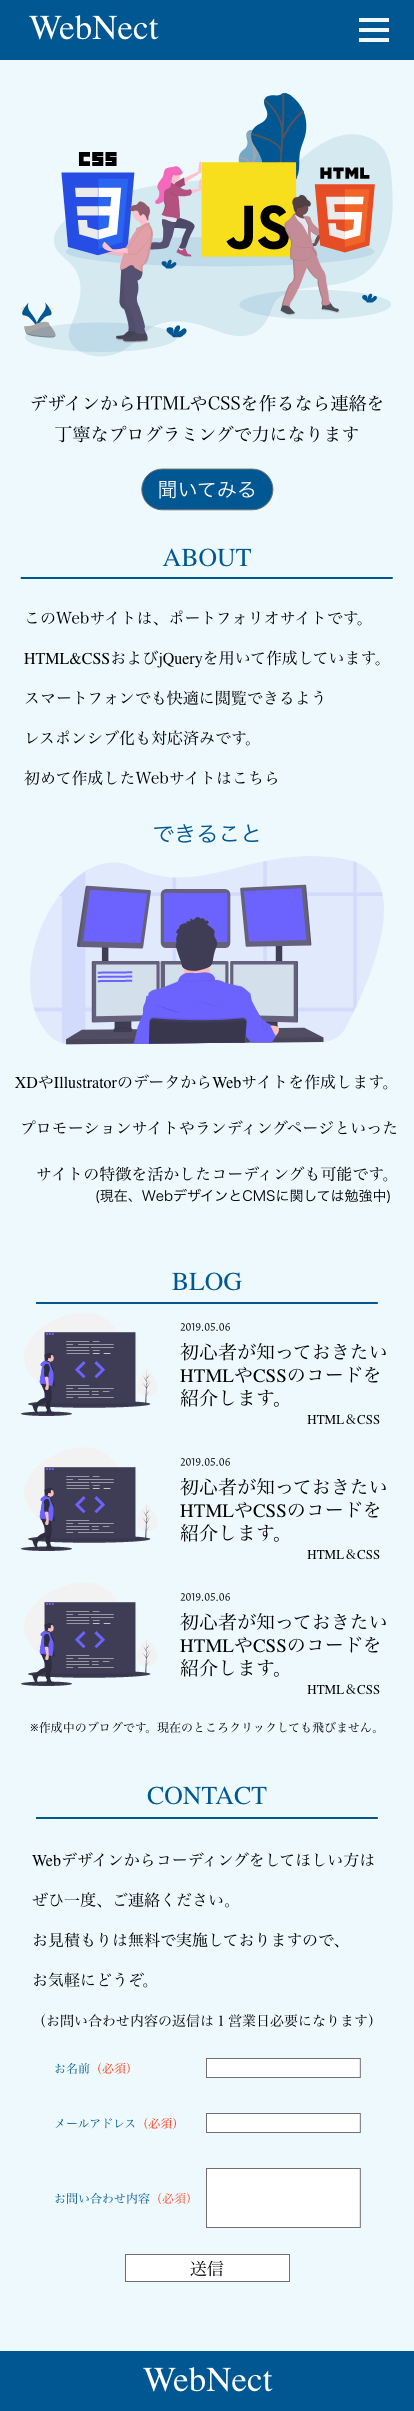 WebNect
CSS
HTML
3
JS
5
デザインからHTMLやCSSを作るなら連絡を
丁寧なプログラミングで力になります
聞いてみる
ABOUT
このWebサイトは、ポートフォリオサイトです。
HTML&CSSおよびjQueryを用いて作成しています。
スマートフォンでも快適に閲覧できるよう
レスポンシブ化も対応済みです。
初めて作成したWebサイトはこちら
できること
XDやIllustratorのデータからWebサイトを作成します。
プロモーションサイトやランディングページといった
サイトの特徴を活かしたコーディングも可能です。
(現在、WebデザインとCMSに関しては勉強中)
BLOG
2019.05.06
初心者が知っておきたい
HTMLやCSSのコードを
紹介します。
HTML＆CSS
2019.05.06
初心者が知っておきたい
HTMLやCSSのコードを
紹介します。
HTML＆CSS
2019.05.06
初心者が知っておきたい
HTMLやCSSのコードを
紹介します。
HTML＆CSS
※作成中のブログです。現在のところクリックしても飛びません。
CONTACT
Webデザインからコーディングをしてほしい方は
ぜひ一度、ご連絡ください。
お見積もりは無料で実施しておりますので、
お気軽にどうぞ。
（お問い合わせ内容の返信は１営業日必要になります）
お名前（必須）
メールアドレス（必須）
お問い合わせ内容（必須）
送信
WebNect